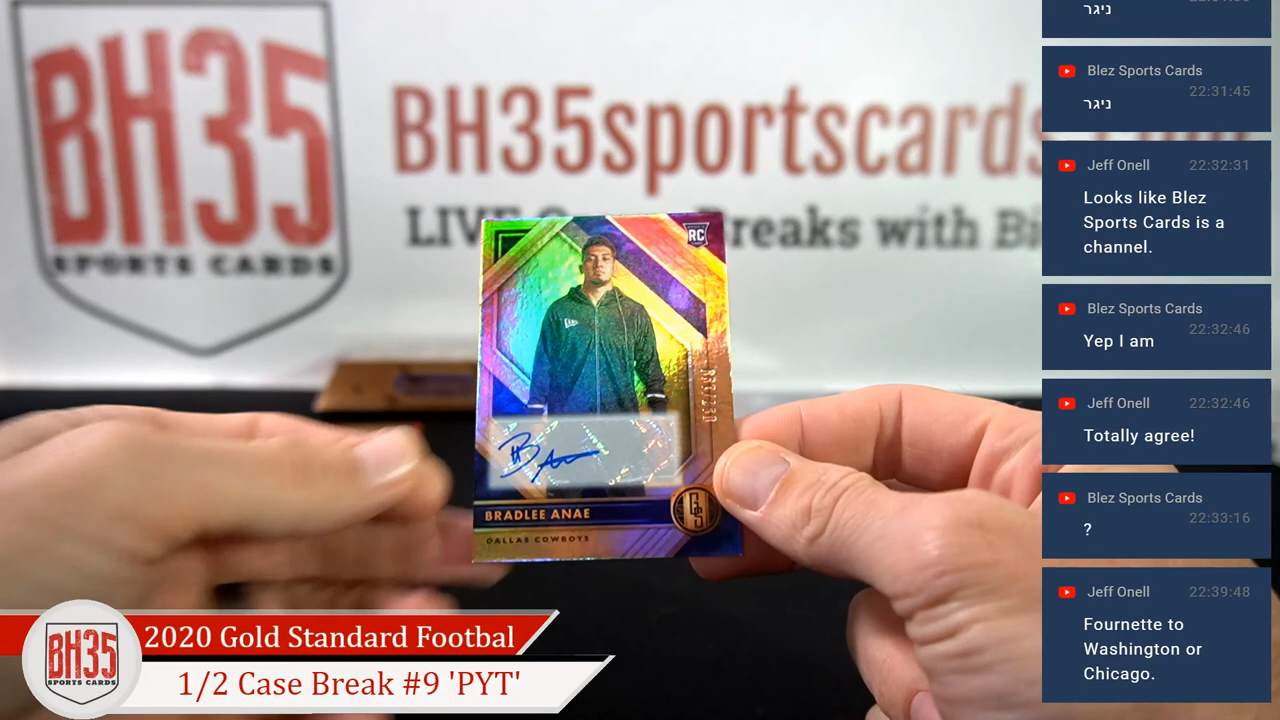 BH35
SPORTS CARDS
BH35sportscards
LIVE
Breaks with
RC
BRADLEE ANAE
DALLAS COWBOYS
GS
BH35
SPORTS CARDS
2020 Gold Standard Footbal
1/2 Case Break #9 'PYT'
ניגר
Blez Sports Cards
22:31:45
ניגר
Jeff Onell 22:32:31
Looks like Blez
Sports Cards is a
channel.
Blez Sports Cards
22:32:46
Yep I am
Jeff Onell 22:32:46
Totally agree!
Blez Sports Cards
22:33:16
?
Jeff Onell 22:39:48
Fournette to
Washington or
Chicago.